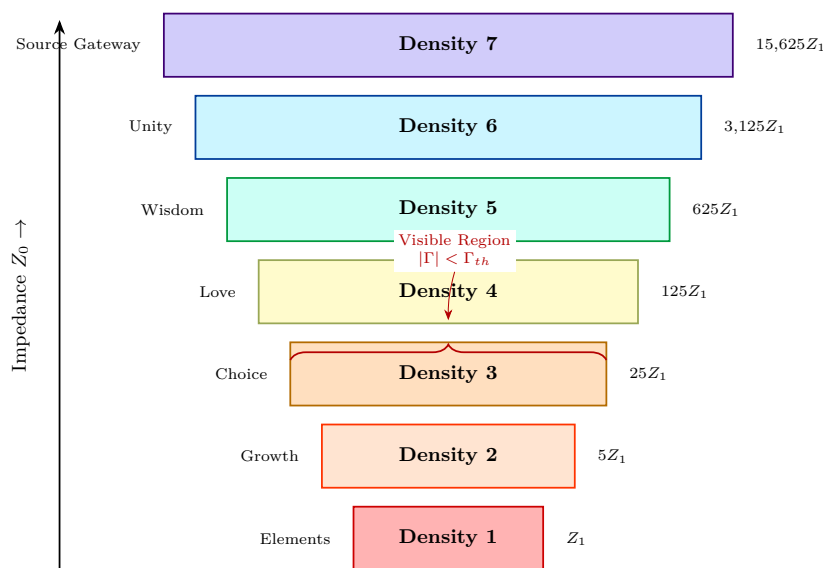 Source Gateway
Density 7
15,625Z₁
Unity
Density 6
3,125Z₁
Wisdom
Density 5
625Z₁
Visible Region
|Γ| < Γ_th
Love
Density 4
125Z₁
Choice
Density 3
25Z₁
Growth
Density 2
5Z₁
Elements
Density 1
Z₁
Impedance Z₀ →